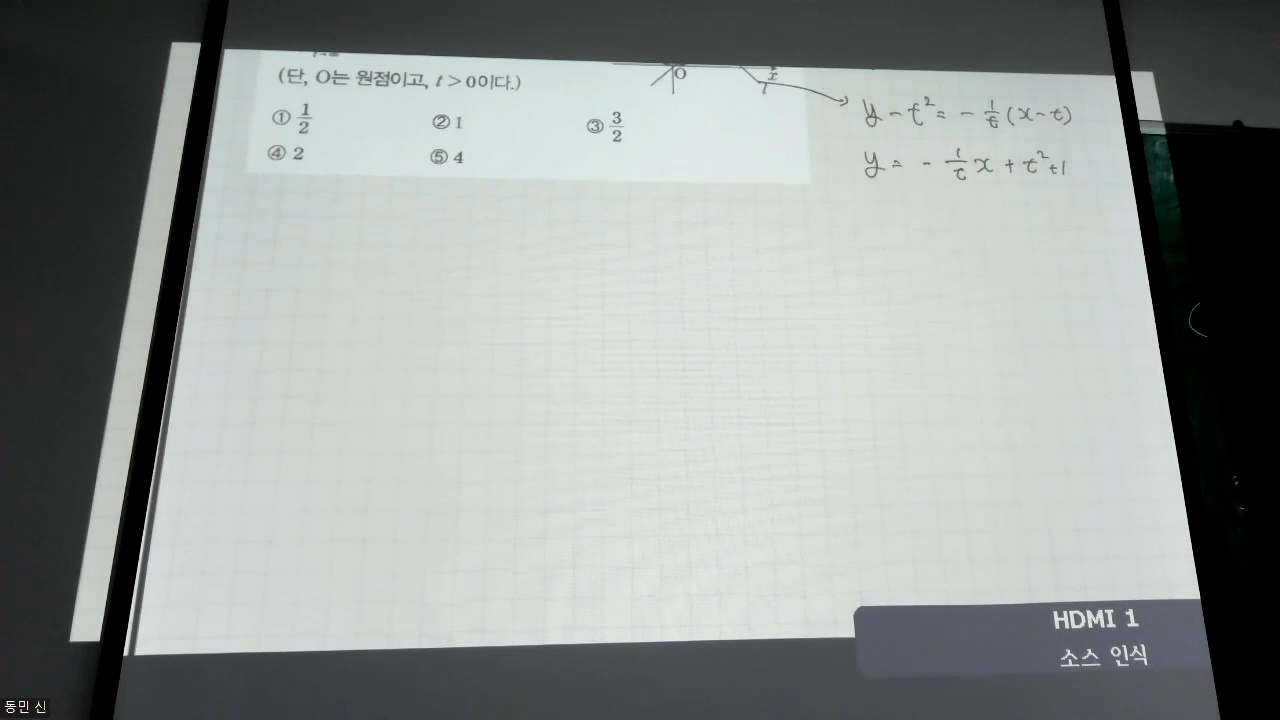 (단, O는 원점이고, t > 0이다.)
① 1/2
② 1
③ 3/2
④ 2
⑤ 4
O
x
l
y - t² = - 1/t (x - t)
y = - 1/t x + t² + 1
HDMI 1
소스 인식
동민 신